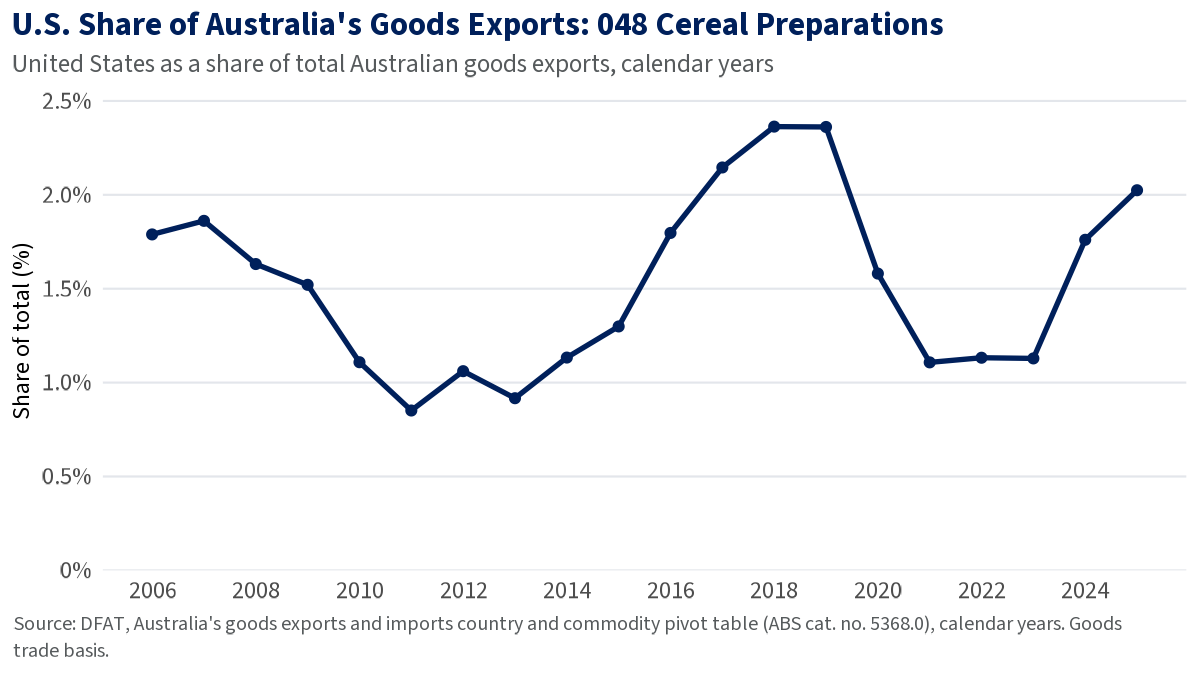 U.S. Share of Australia's Goods Exports: 048 Cereal Preparations
United States as a share of total Australian goods exports, calendar years
2.5%
2.0%
1.5%
1.0%
0.5%
0%
Share of total (%)
2006 2008 2010 2012 2014 2016 2018 2020 2022 2024
Source: DFAT, Australia's goods exports and imports country and commodity pivot table (ABS cat. no. 5368.0), calendar years. Goods
trade basis.